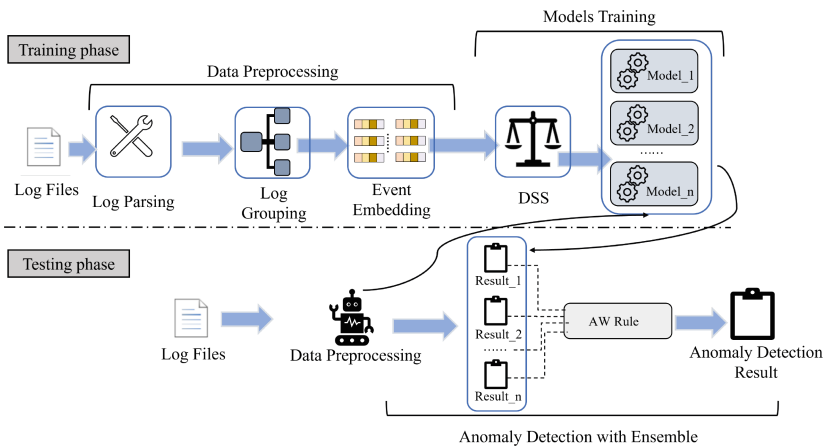 Models Training
Training phase
Data Preprocessing
Model_1
Model_2
......
Model_n
Log Files
Log Parsing
Log
Grouping
Event
Embedding
DSS
Testing phase
Result_1
Result_2
......
Result_n
Log Files
Data Preprocessing
AW Rule
Anomaly Detection
Result
Anomaly Detection with Ensemble